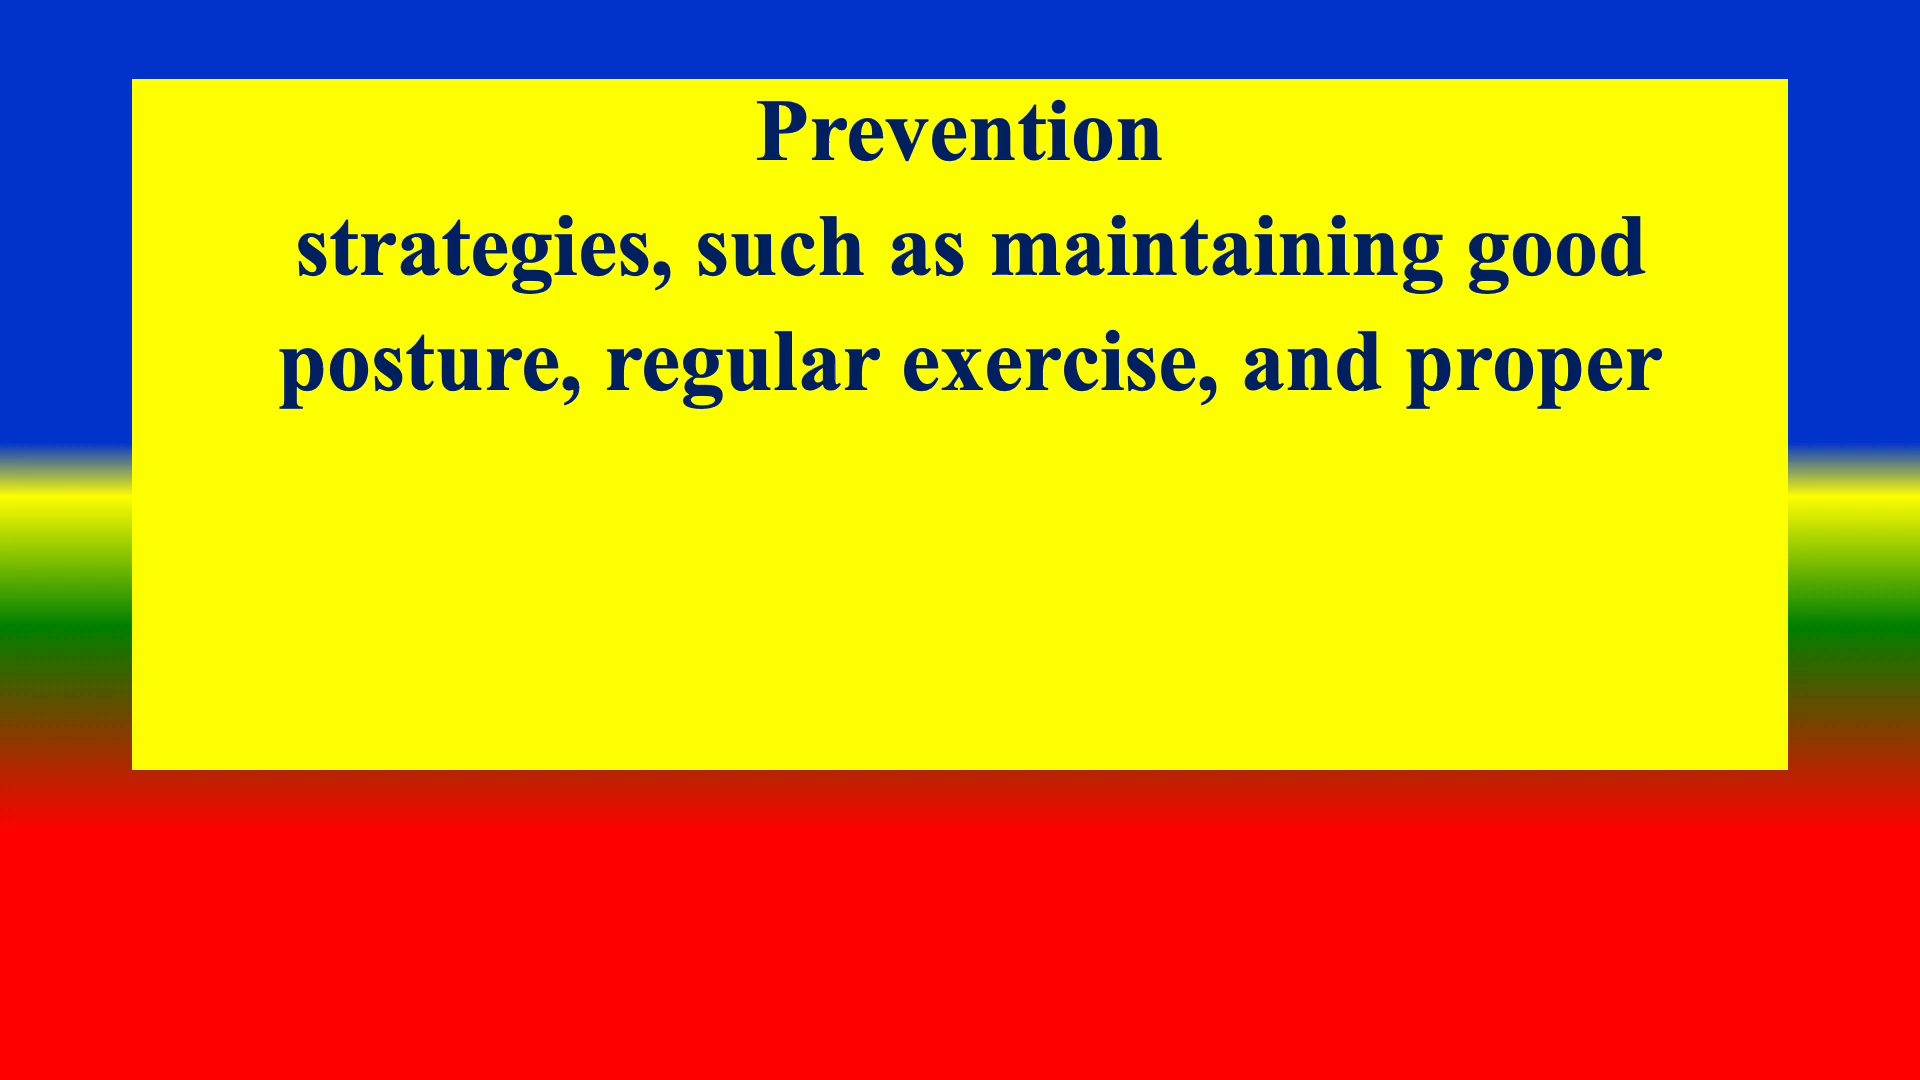 Prevention
strategies, such as maintaining good
posture, regular exercise, and proper